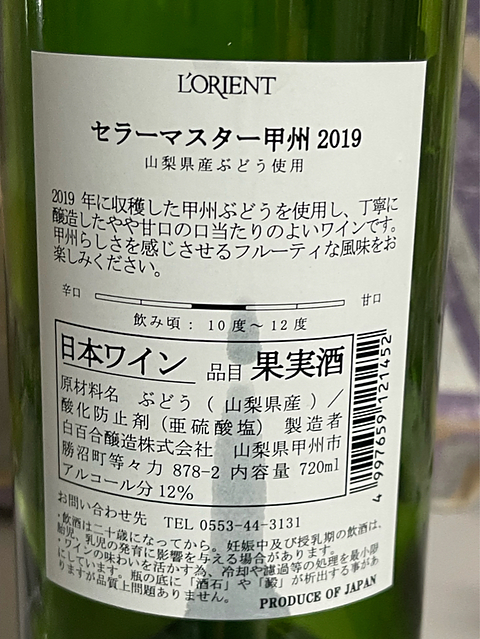 L'ORIENT
セラーマスター甲州 2019
山梨県産ぶどう使用
2019 年に収穫した甲州ぶどうを使用し、丁寧に
醸造したやや甘口の口当たりのよいワインです。
甲州らしさを感じさせるフルーティな風味をお
楽しみください。
辛口 甘口
飲み頃：10度～12度
日本ワイン 品目 果実酒
原材料名 ぶどう（山梨県産）／
酸化防止剤（亜硫酸塩） 製造者
白百合醸造株式会社 山梨県甲州市
勝沼町等々力 878-2 内容量 720ml
アルコール分 12%
4 997659 121452
お問い合わせ先 TEL 0553-44-3131
・飲酒は二十歳になってから。妊娠中及び授乳期の飲酒は、
胎児、乳児の発育に影響を与える場合があります。
・ワインの味わいを活かす為、冷却や濾過等の処理を最小限
にしています。瓶の底に「酒石」や「澱」が析出する事があ
りますが品質上問題ありません。
PRODUCE OF JAPAN